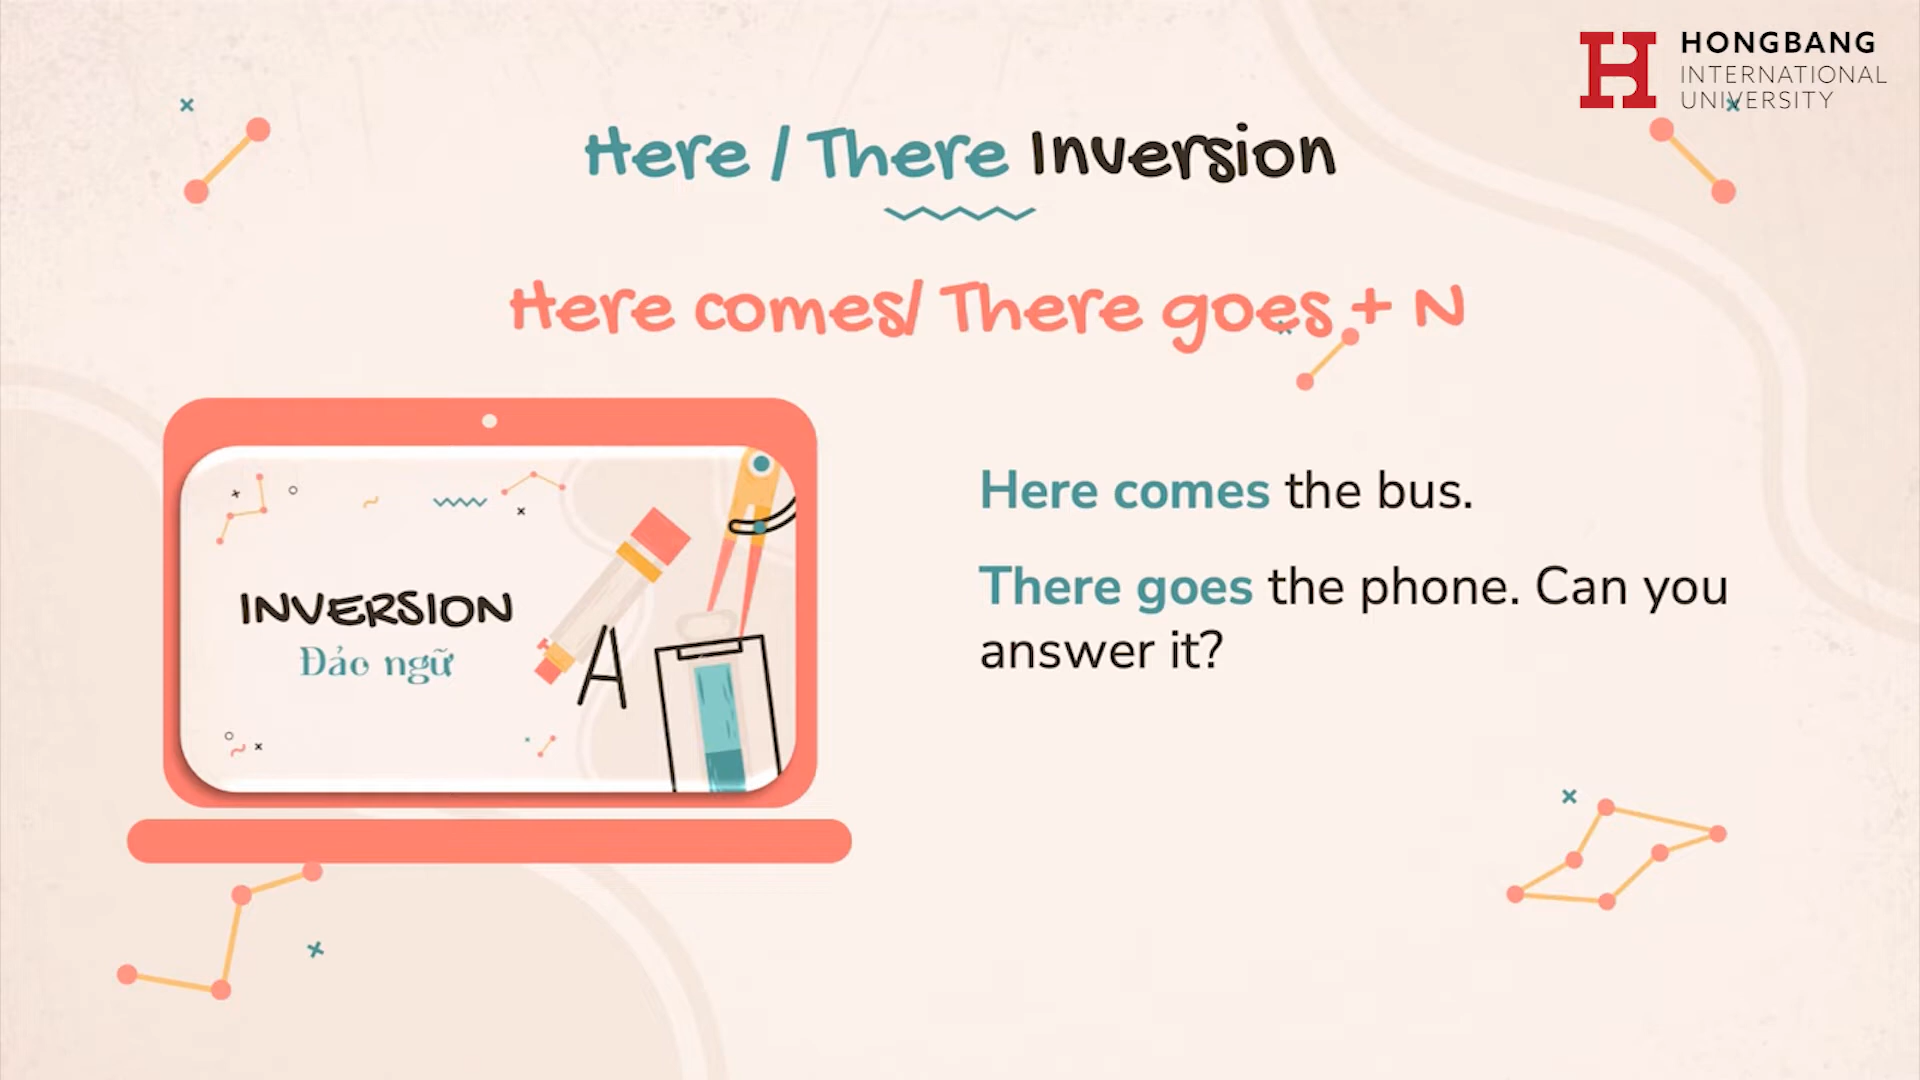 HONGBANG
INTERNATIONAL
UNIVERSITY
Here / There Inversion
Here comes/ There goes + N
INVERSION
Đảo ngữ
A
Here comes the bus.
There goes the phone. Can you
answer it?